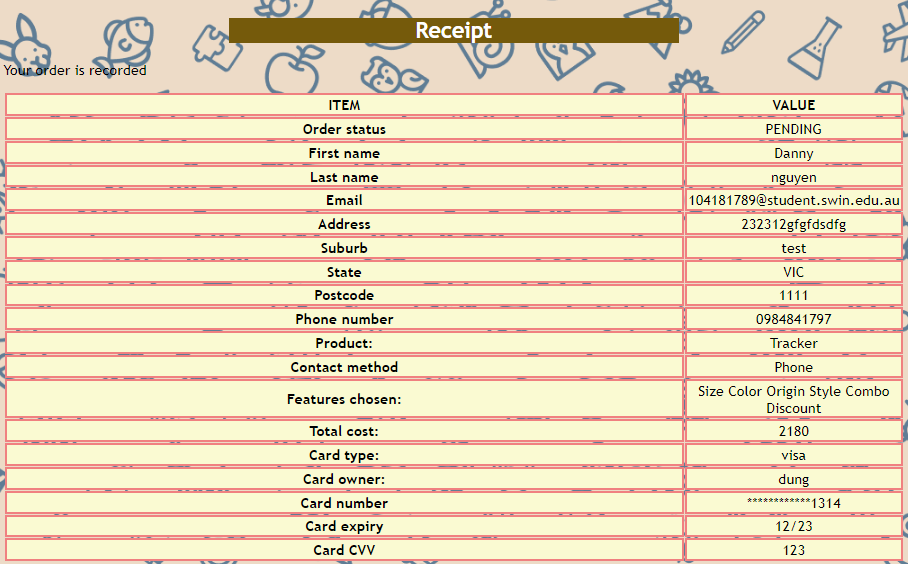 Receipt
Your order is recorded
ITEM VALUE
Order status PENDING
First name Danny
Last name nguyen
Email 104181789@student.swin.edu.au
Address 232312gfgfdsdfg
Suburb test
State VIC
Postcode 1111
Phone number 0984841797
Product: Tracker
Contact method Phone
Features chosen: Size Color Origin Style Combo
Discount
Total cost: 2180
Card type: visa
Card owner: dung
Card number ************1314
Card expiry 12/23
Card CVV 123